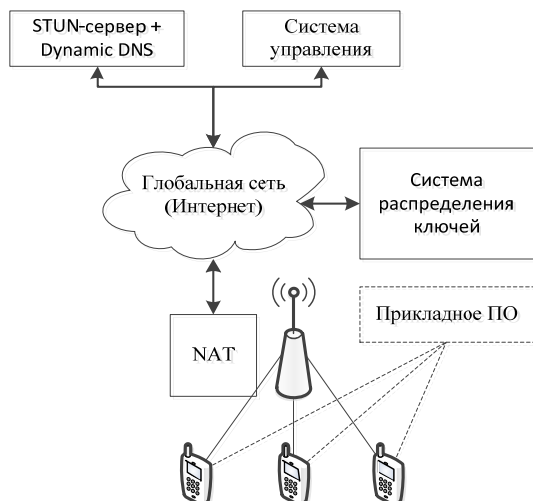 STUN-сервер +
Dynamic DNS
Система
управления
Глобальная сеть
(Интернет)
Система
распределения
ключей
Прикладное ПО
NAT